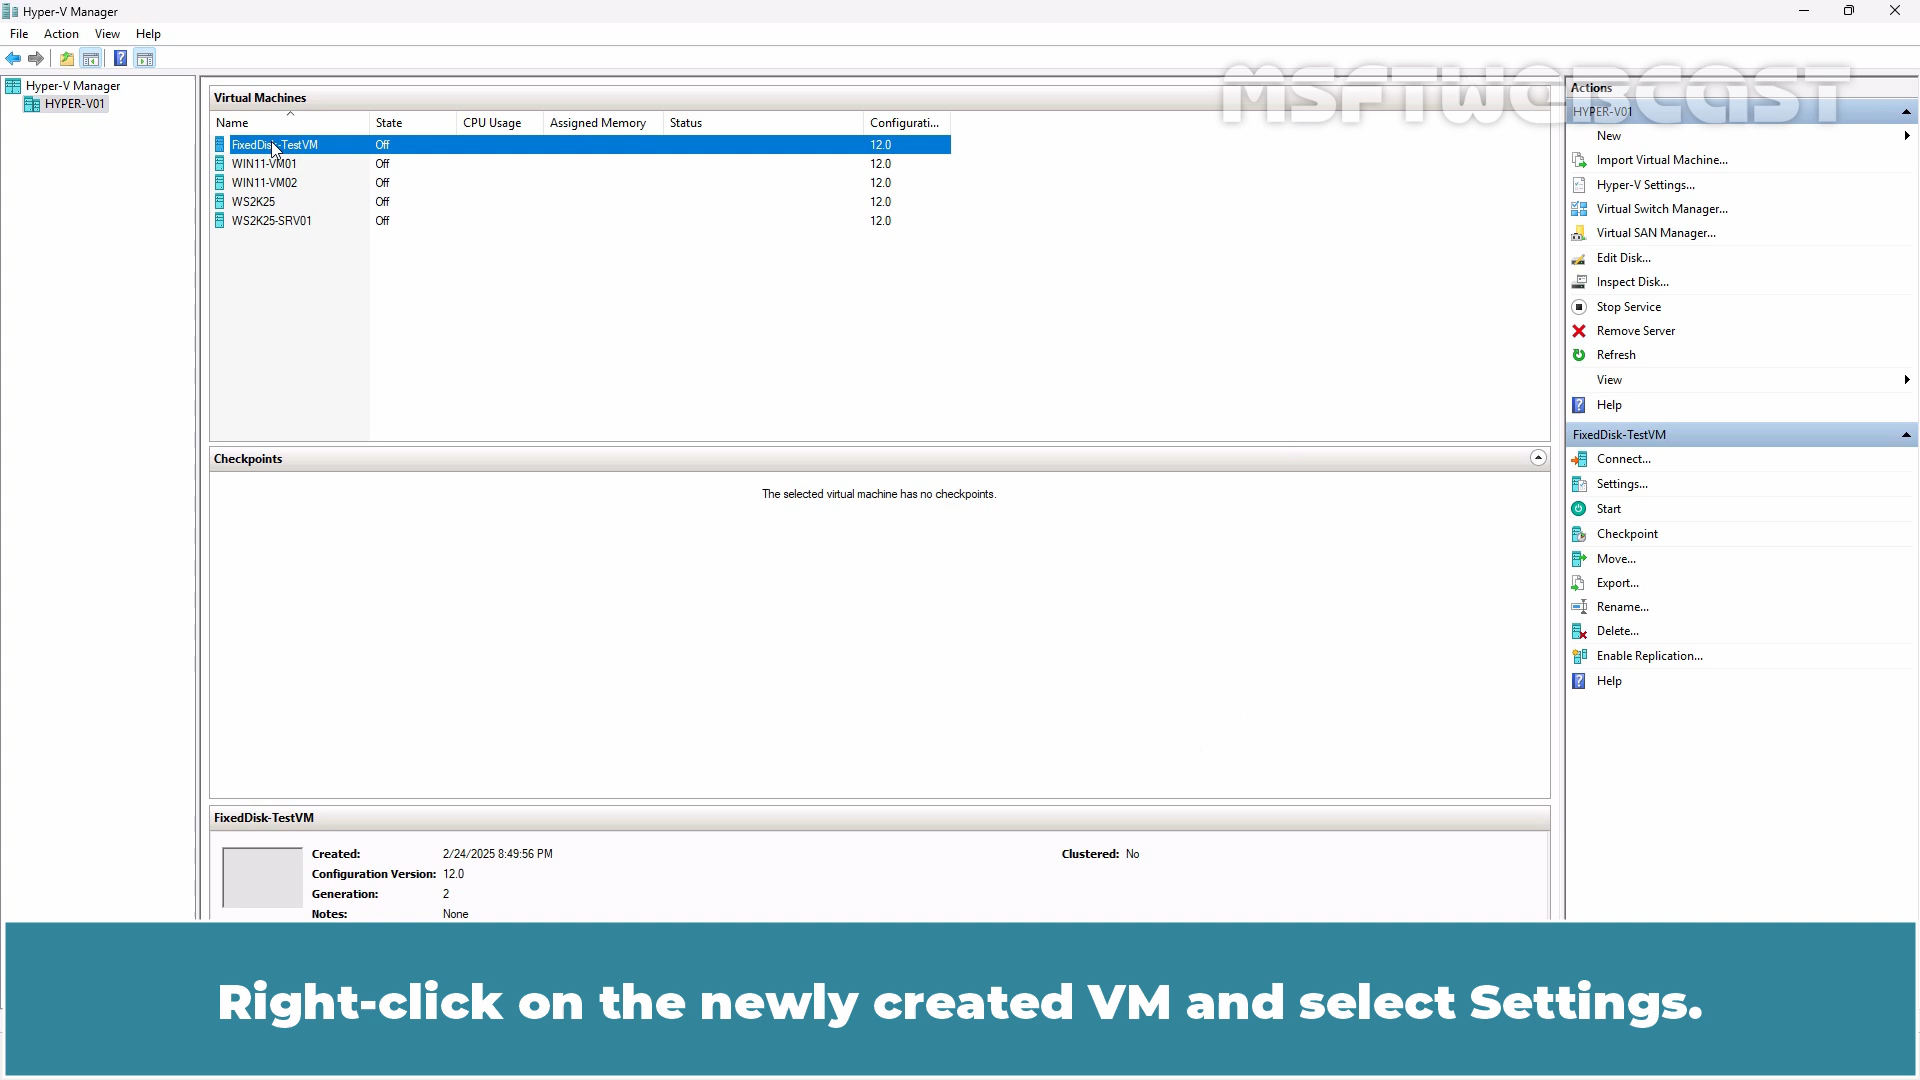 Hyper-V Manager
File Action View Help
Hyper-V Manager
HYPER-V01
Virtual Machines
Name State CPU Usage Assigned Memory Status Configurati...
FixedDisk-TestVM Off 12.0
WIN11-VM01 Off 12.0
WIN11-VM02 Off 12.0
WS2K25 Off 12.0
WS2K25-SRV01 Off 12.0
Checkpoints
The selected virtual machine has no checkpoints.
FixedDisk-TestVM
Created: 2/24/2025 8:49:56 PM Clustered: No
Configuration Version: 12.0
Generation: 2
Notes: None
MSFTWEBCAST
Actions
HYPER-V01
New
Import Virtual Machine...
Hyper-V Settings...
Virtual Switch Manager...
Virtual SAN Manager...
Edit Disk...
Inspect Disk...
Stop Service
Remove Server
Refresh
View
Help
FixedDisk-TestVM
Connect...
Settings...
Start
Checkpoint
Move...
Export...
Rename...
Delete...
Enable Replication...
Help
Right-click on the newly created VM and select Settings.